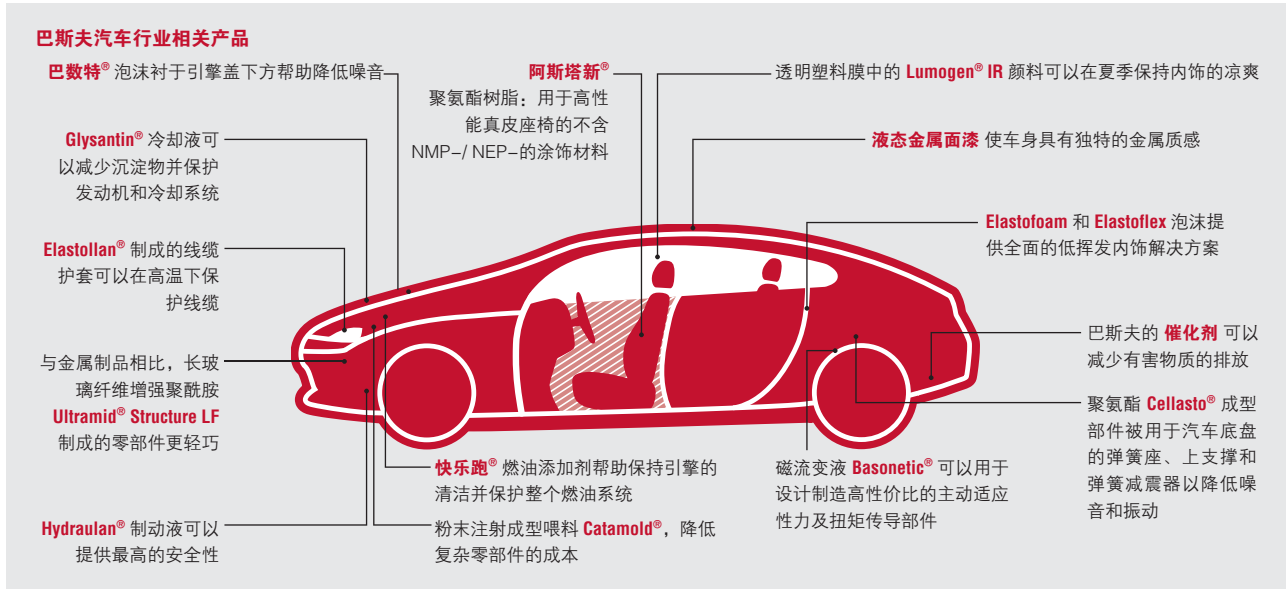 巴斯夫汽车行业相关产品
巴数特® 泡沫衬于引擎盖下方帮助降低噪音
Glysantin® 冷却液可
以减少沉淀物并保护
发动机和冷却系统
Elastollan® 制成的线缆
护套可以在高温下保
护线缆
与金属制品相比，长玻
璃纤维增强聚酰胺
Ultramid® Structure LF
制成的零部件更轻巧
Hydraulan® 制动液可以
提供最高的安全性
阿斯塔新®
聚氨酯树脂：用于高性
能真皮座椅的不含
NMP-/ NEP-的涂饰材料
透明塑料膜中的 Lumogen® IR 颜料可以在夏季保持内饰的凉爽
液态金属面漆 使车身具有独特的金属质感
Elastofoam 和 Elastoflex 泡沫提
供全面的低挥发内饰解决方案
巴斯夫的 催化剂 可以
减少有害物质的排放
聚氨酯 Cellasto® 成型
部件被用于汽车底盘
的弹簧座、上支撑和
弹簧减震器以降低噪
音和振动
快乐跑® 燃油添加剂帮助保持引擎的
清洁并保护整个燃油系统
粉末注射成型喂料 Catamold®，降低
复杂零部件的成本
磁流变液 Basonetic® 可以用于
设计制造高性价比的主动适应
性力及扭矩传导部件